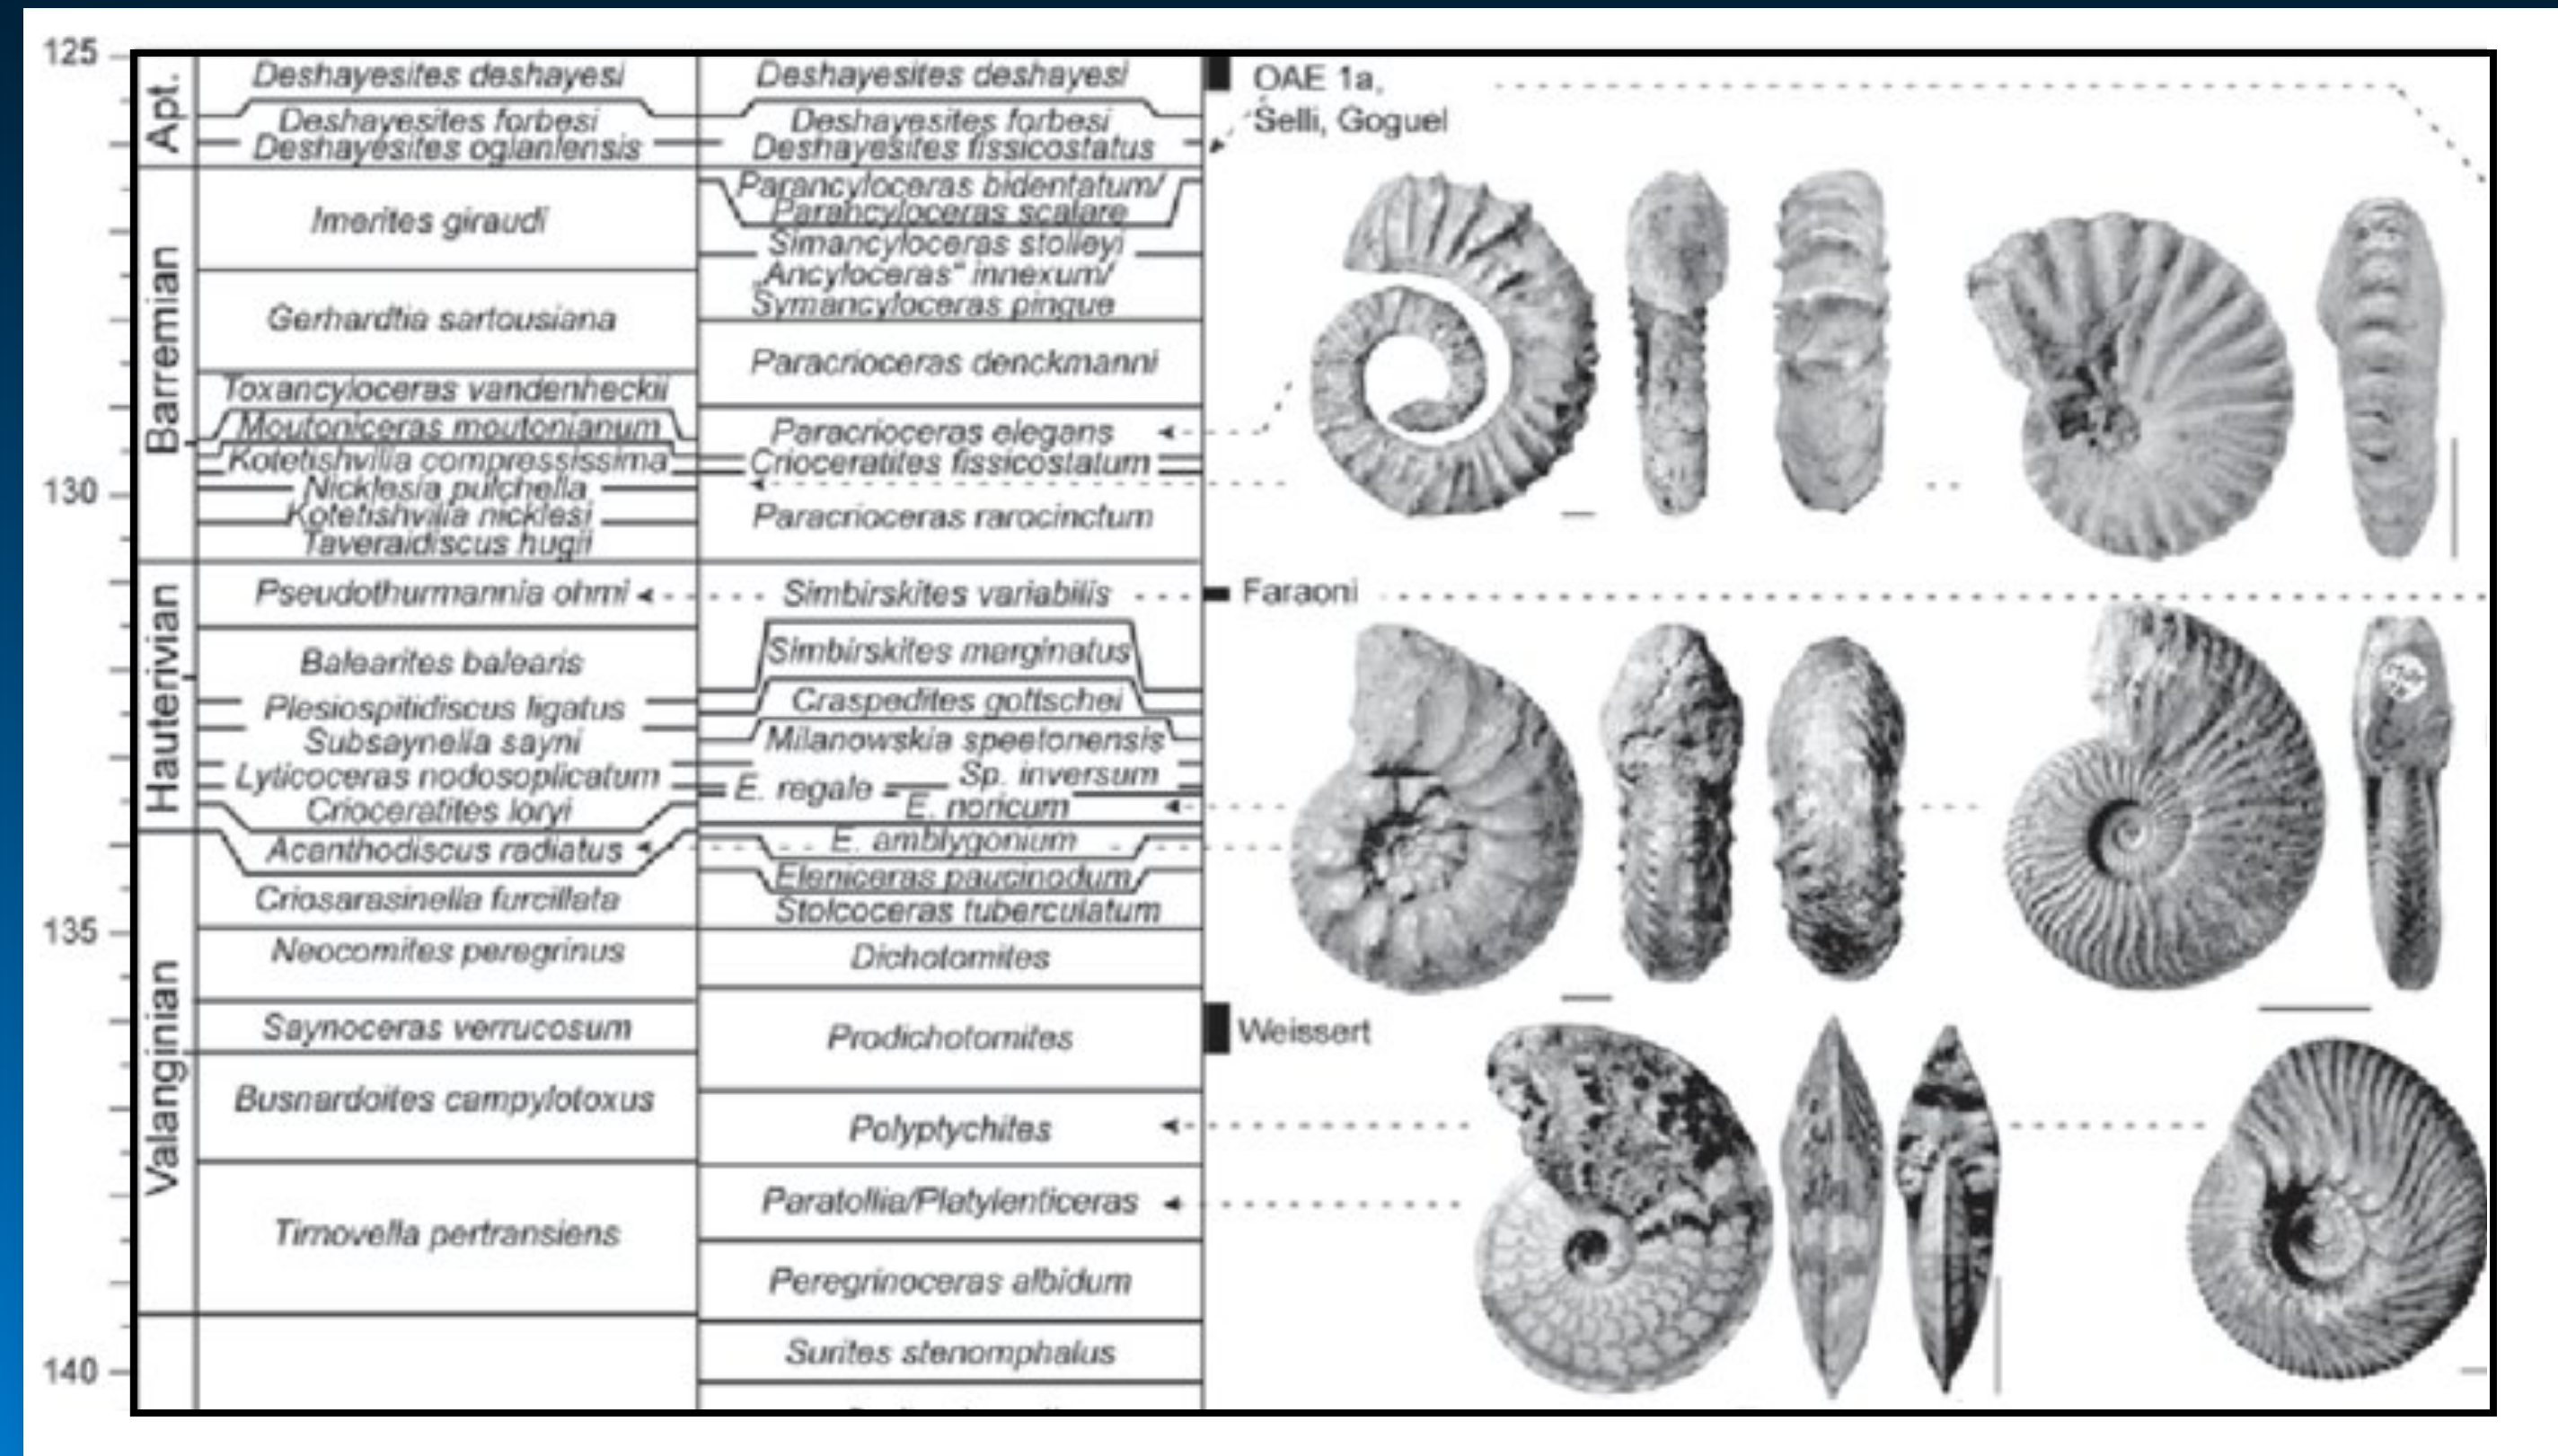 125
130
135
140
Apt.
Barremian
Hauterivian
Valanginian
Deshayesites deshayesi
Deshayesites forbesi
Deshayesites oglanlensis
Imerites giraudi
Gerhardtia sartousiana
Toxancyloceras vandenheckii
Moutoniceras moutonianum
Kotetishvilia compressissima
Nicklesia pulchella
Kotetishvilia nicklesi
Taveraidiscus hugii
Pseudothurmannia ohmi
Balearites balearis
Plesiospitidiscus ligatus
Subsaynella sayni
Lyticoceras nodosoplicatum
Crioceratites loryi
Acanthodiscus radiatus
Criosarasinella furcillata
Neocomites peregrinus
Saynoceras verrucosum
Busnardoites campylotoxus
Tirnovella pertransiens
Deshayesites deshayesi
Deshayesites forbesi
Deshayesites fissicostatus
Parancyloceras bidentatum/
Parancyloceras scalare
Simancyloceras stolleyi
„Ancyloceras“ innexum/
Symancyloceras pingue
Paracrioceras denckmanni
Paracrioceras elegans
Crioceratites fissicostatum
Paracrioceras rarocinctum
Simbirskites variabilis
Simbirskites marginatus
Craspedites gottschei
Milanowskia speetonensis
Sp. inversum
E. regale
E. noricum
E. amblygonium
Eleniceras paucinodum
Stolcoceras tuberculatum
Dichotomites
Prodichotomites
Polyptychites
Paratollia/Platylenticeras
Peregrinoceras albidum
Surites stenomphalus
OAE 1a,
Selli, Goguel
Faraoni
Weissert